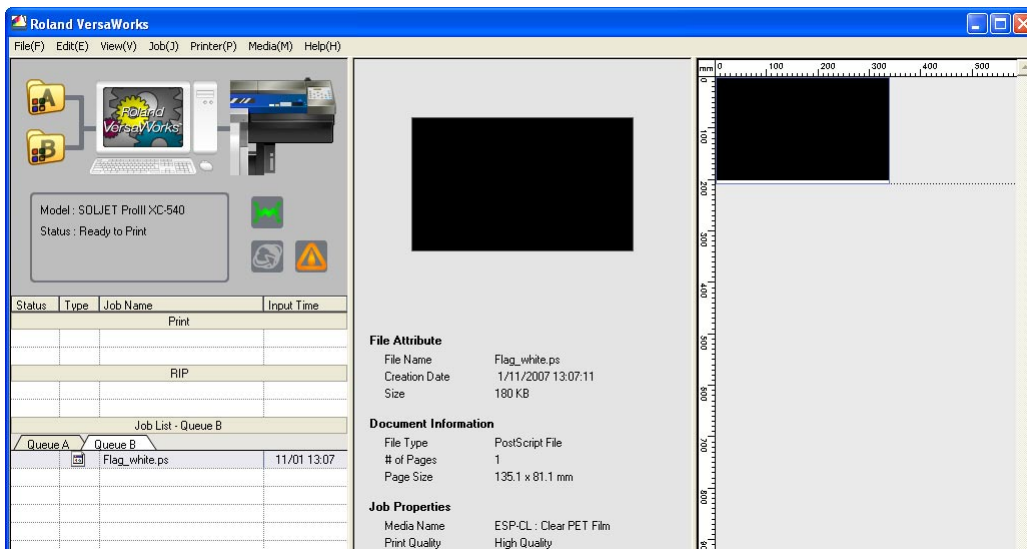 Roland VersaWorks
File(F) Edit(E) View(V) Job(J) Printer(P) Media(M) Help(H)
A
B
Roland
VersaWorks
Model : SOLJET ProIII XC-540
Status : Ready to Print
Status Type Job Name Input Time
Print
RIP
Job List - Queue B
Queue A Queue B
Flag_white.ps 11/01 13:07
File Attribute
File Name Flag_white.ps
Creation Date 1/11/2007 13:07:11
Size 180 KB
Document Information
File Type PostScript File
# of Pages 1
Page Size 135.1 x 81.1 mm
Job Properties
Media Name ESP-CL : Clear PET Film
Print Quality High Quality
mm 0 100 200 300 400 500
0
100
200
300
400
500
600
700
800